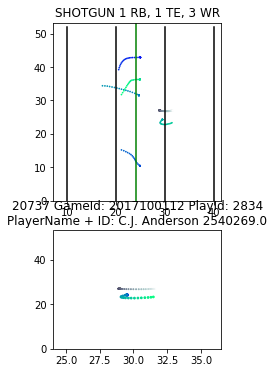 SHOTGUN 1 RB, 1 TE, 3 WR
50
40
30
20
10
0
10 20 30 40
20737 GameId: 2017100112 PlayId: 2834
PlayerName + ID: C.J. Anderson 2540269.0
40
20
0
25.0 27.5 30.0 32.5 35.0